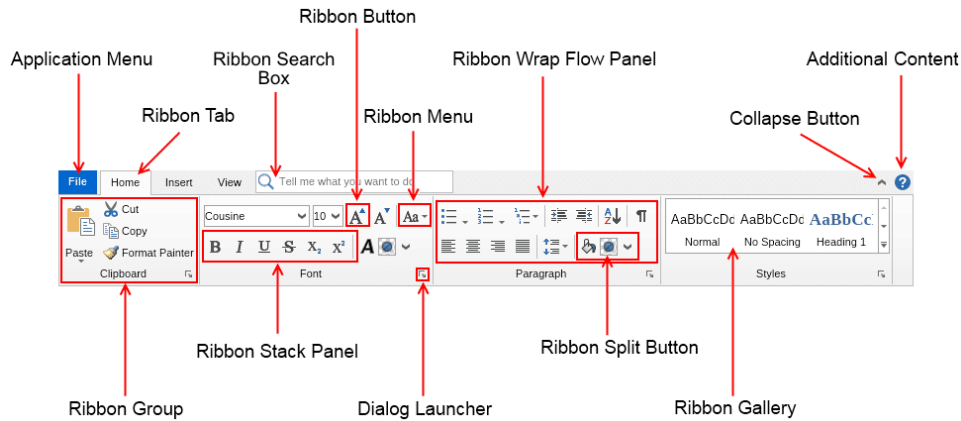 Ribbon Button
Application Menu
Ribbon Search
Box
Ribbon Wrap Flow Panel
Additional Content
Ribbon Tab
Ribbon Menu
Collapse Button
File Home Insert View Tell me what you want to do
Cut
Copy
Paste Format Painter
Clipboard
Cousine 10 A A Aa
B I U S X₂ X² A
Font
Paragraph
AaBbCcDc AaBbCcDc AaBbCc
Normal No Spacing Heading 1
Styles
Ribbon Stack Panel
Ribbon Split Button
Ribbon Group
Dialog Launcher
Ribbon Gallery